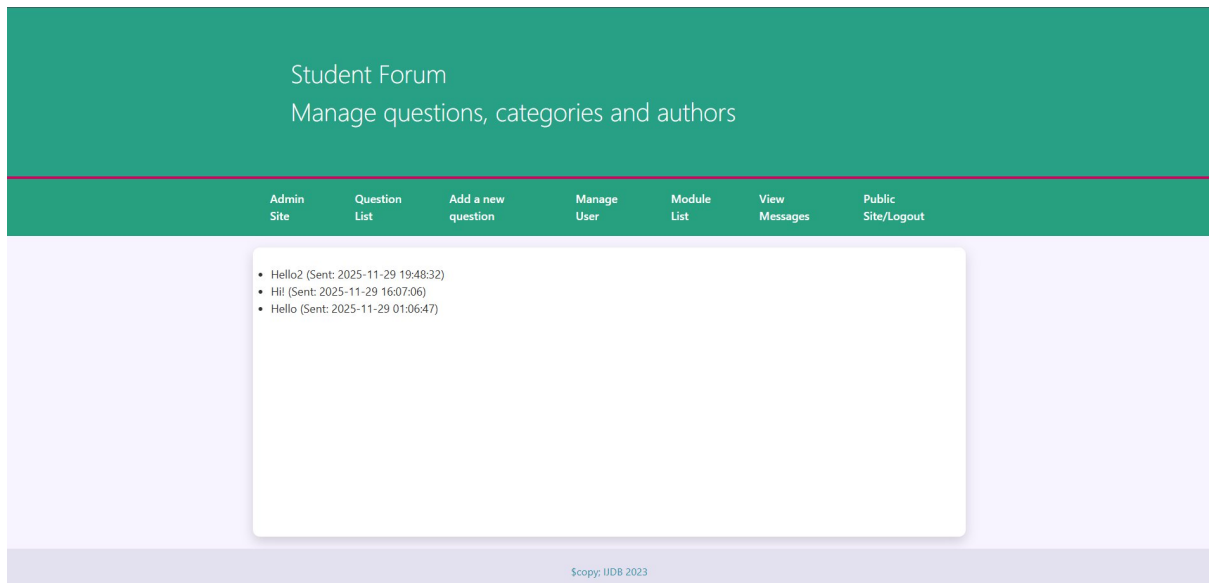 Student Forum
Manage questions, categories and authors
Admin Site
Question List
Add a new question
Manage User
Module List
View Messages
Public Site/Logout
• Hello2 (Sent: 2025-11-29 19:48:32)
• Hi! (Sent: 2025-11-29 16:07:06)
• Hello (Sent: 2025-11-29 01:06:47)
$copy; IJDB 2023